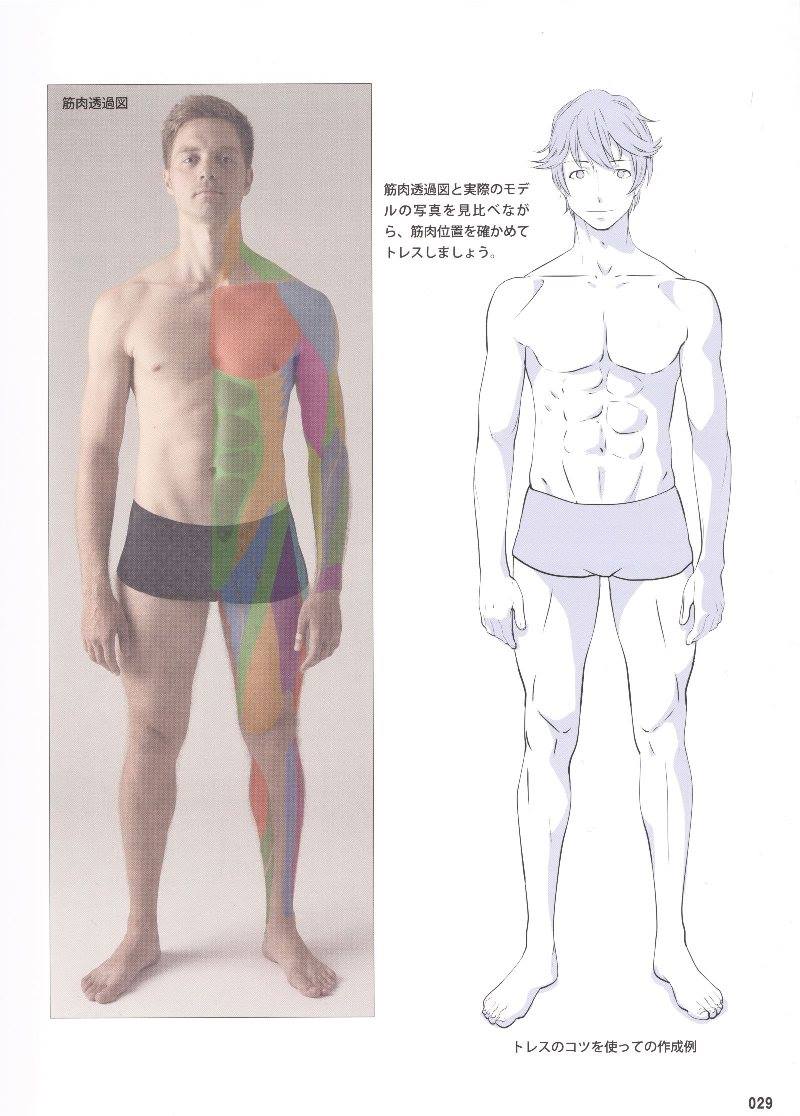 筋肉透過図
筋肉透過図と実際のモデ
ルの写真を見比べなが
ら、筋肉位置を確かめて
トレスしましょう。
トレスのコツを使っての作成例
029